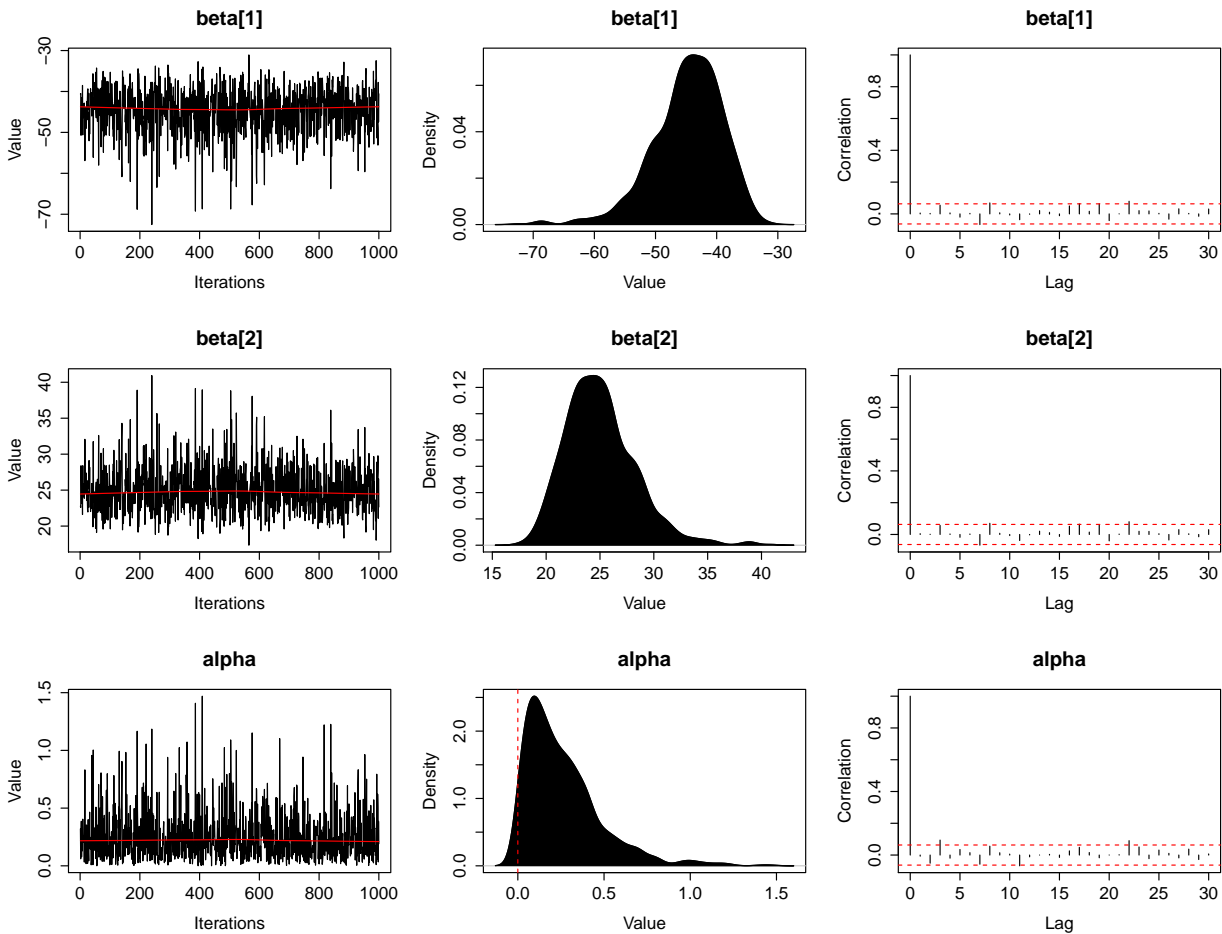 beta[1]
beta[1]
beta[1]
Value
−70
−50
−30
0 200 400 600 800 1000
Iterations
Density
0.00
0.04
−70 −60 −50 −40 −30
Value
Correlation
0.0
0.4
0.8
0 5 10 15 20 25 30
Lag
beta[2]
beta[2]
beta[2]
Value
20
25
30
35
40
0 200 400 600 800 1000
Iterations
Density
0.00
0.04
0.08
0.12
15 20 25 30 35 40
Value
Correlation
0.0
0.4
0.8
0 5 10 15 20 25 30
Lag
alpha
alpha
alpha
Value
0.0
0.5
1.0
1.5
0 200 400 600 800 1000
Iterations
Density
0.0
1.0
2.0
0.0 0.5 1.0 1.5
Value
Correlation
0.0
0.4
0.8
0 5 10 15 20 25 30
Lag